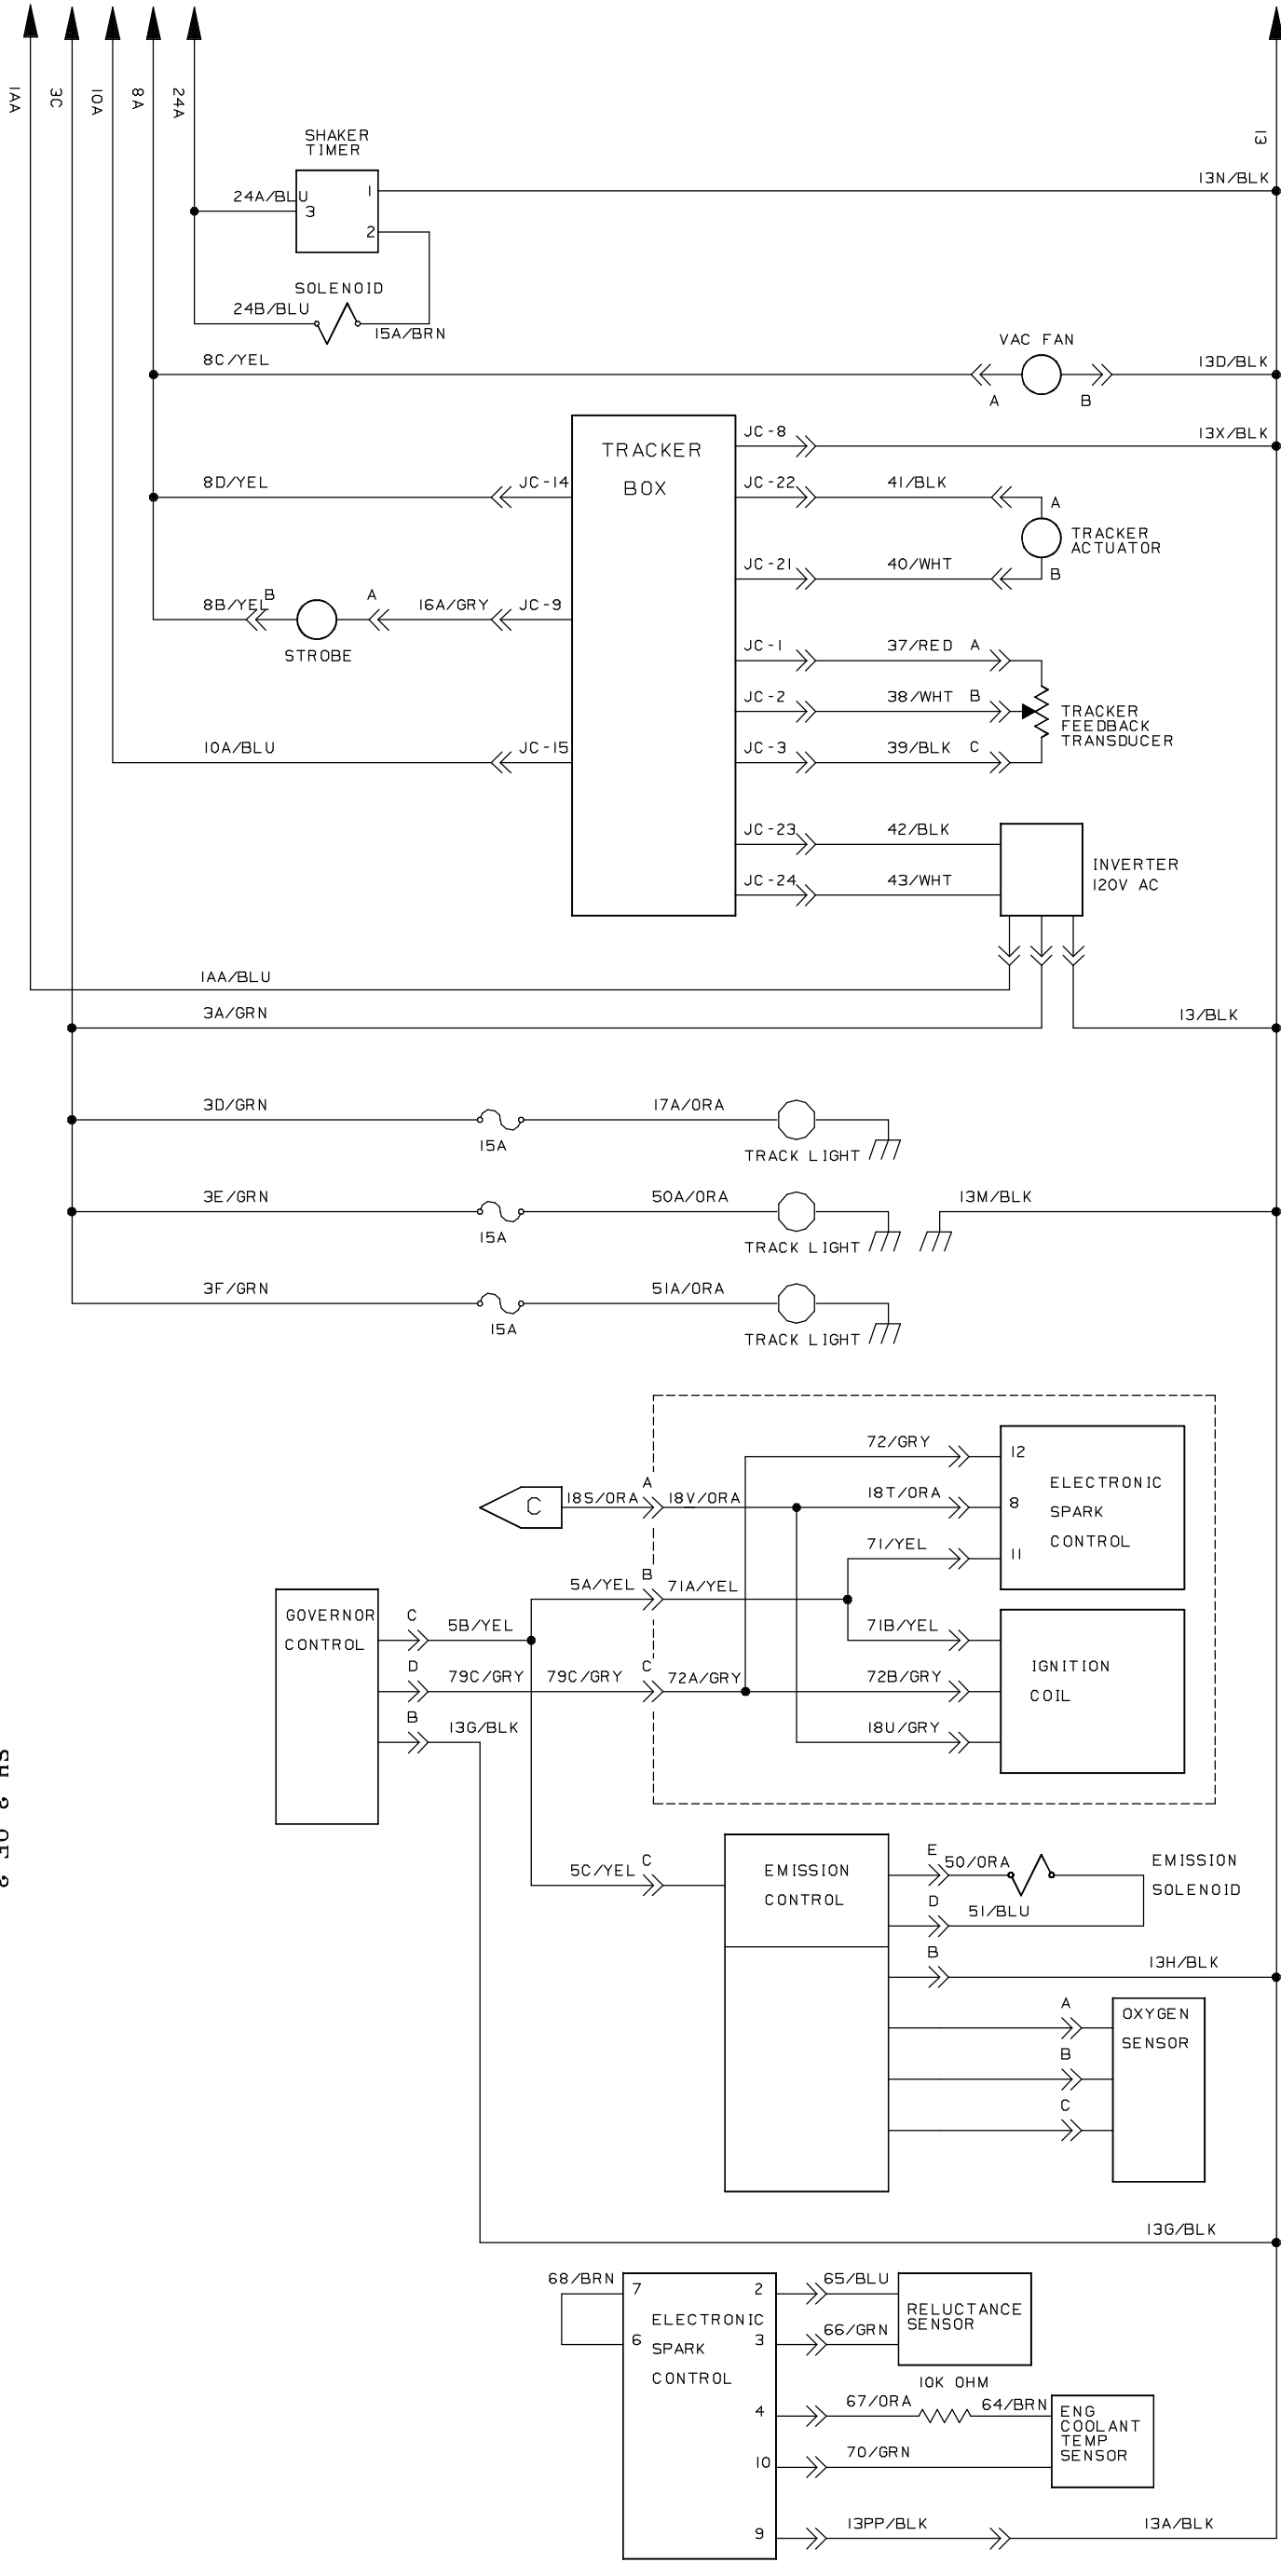 1AA
3C
10A
8A
24A
13
SHAKER
TIMER
13N/BLK
24A/BLU
1
3
2
SOLENOID
24B/BLU
15A/BRN
VAC FAN
8C/YEL
13D/BLK
A
B
JC-8
13X/BLK
TRACKER
BOX
8D/YEL
JC-14
JC-22
41/BLK
A
TRACKER
ACTUATOR
JC-21
40/WHT
B
8B/YEL
B
A
16A/GRY
JC-9
STROBE
JC-1
37/RED
A
JC-2
38/WHT
B
TRACKER
FEEDBACK
TRANSDUCER
10A/BLU
JC-15
JC-3
39/BLK
C
JC-23
42/BLK
INVERTER
120V AC
JC-24
43/WHT
1AA/BLU
3A/GRN
13/BLK
3D/GRN
15A
17A/ORA
TRACK LIGHT
3E/GRN
15A
50A/ORA
TRACK LIGHT
13M/BLK
3F/GRN
15A
51A/ORA
TRACK LIGHT
72/GRY
12
ELECTRONIC
SPARK
CONTROL
C
18S/ORA
A
18V/ORA
18T/ORA
8
71/YEL
11
5A/YEL
B
71A/YEL
GOVERNOR
CONTROL
C
5B/YEL
71B/YEL
IGNITION
COIL
D
79C/GRY
79C/GRY
C
72A/GRY
72B/GRY
B
13G/BLK
18U/GRY
5C/YEL
C
EMISSION
CONTROL
E
50/ORA
EMISSION
SOLENOID
D
51/BLU
B
13H/BLK
A
OXYGEN
SENSOR
B
C
13G/BLK
68/BRN
7
2
65/BLU
RELUCTANCE
SENSOR
ELECTRONIC
SPARK
CONTROL
6
3
66/GRN
10K OHM
4
67/ORA
64/BRN
ENG
COOLANT
TEMP
SENSOR
10
70/GRN
9
13PP/BLK
13A/BLK